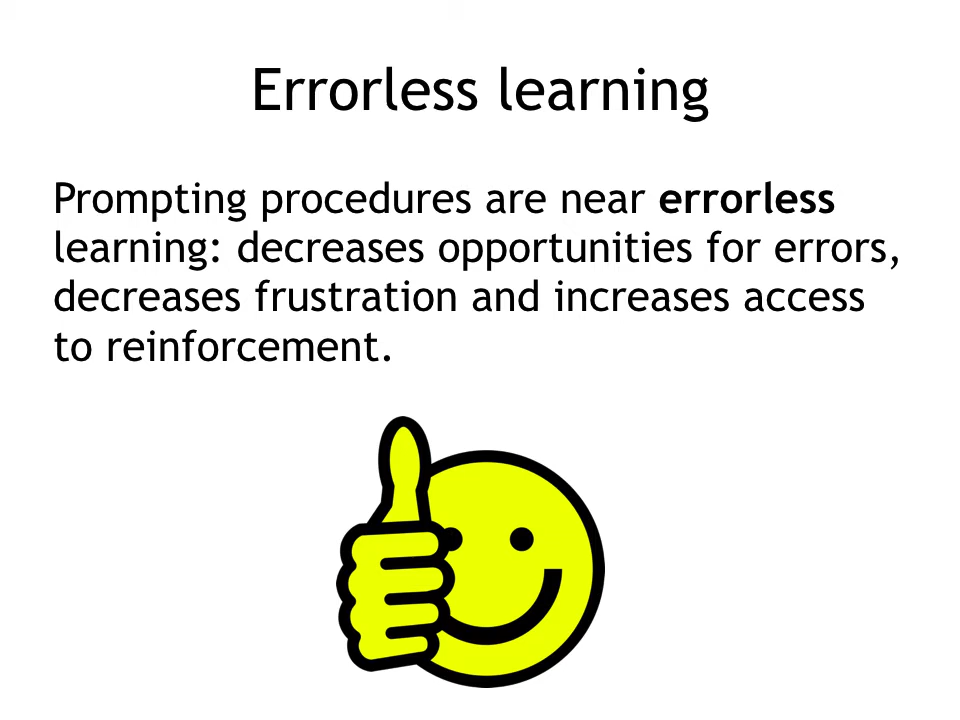 Errorless learning
Prompting procedures are near errorless
learning: decreases opportunities for errors,
decreases frustration and increases access
to reinforcement.